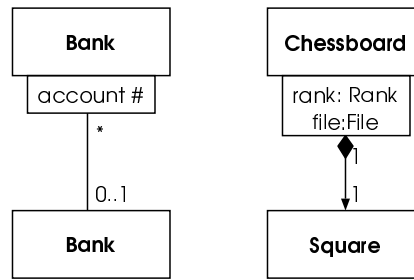 Bank
account #
*
0..1
Bank
Chessboard
rank: Rank
file:File
1
1
Square